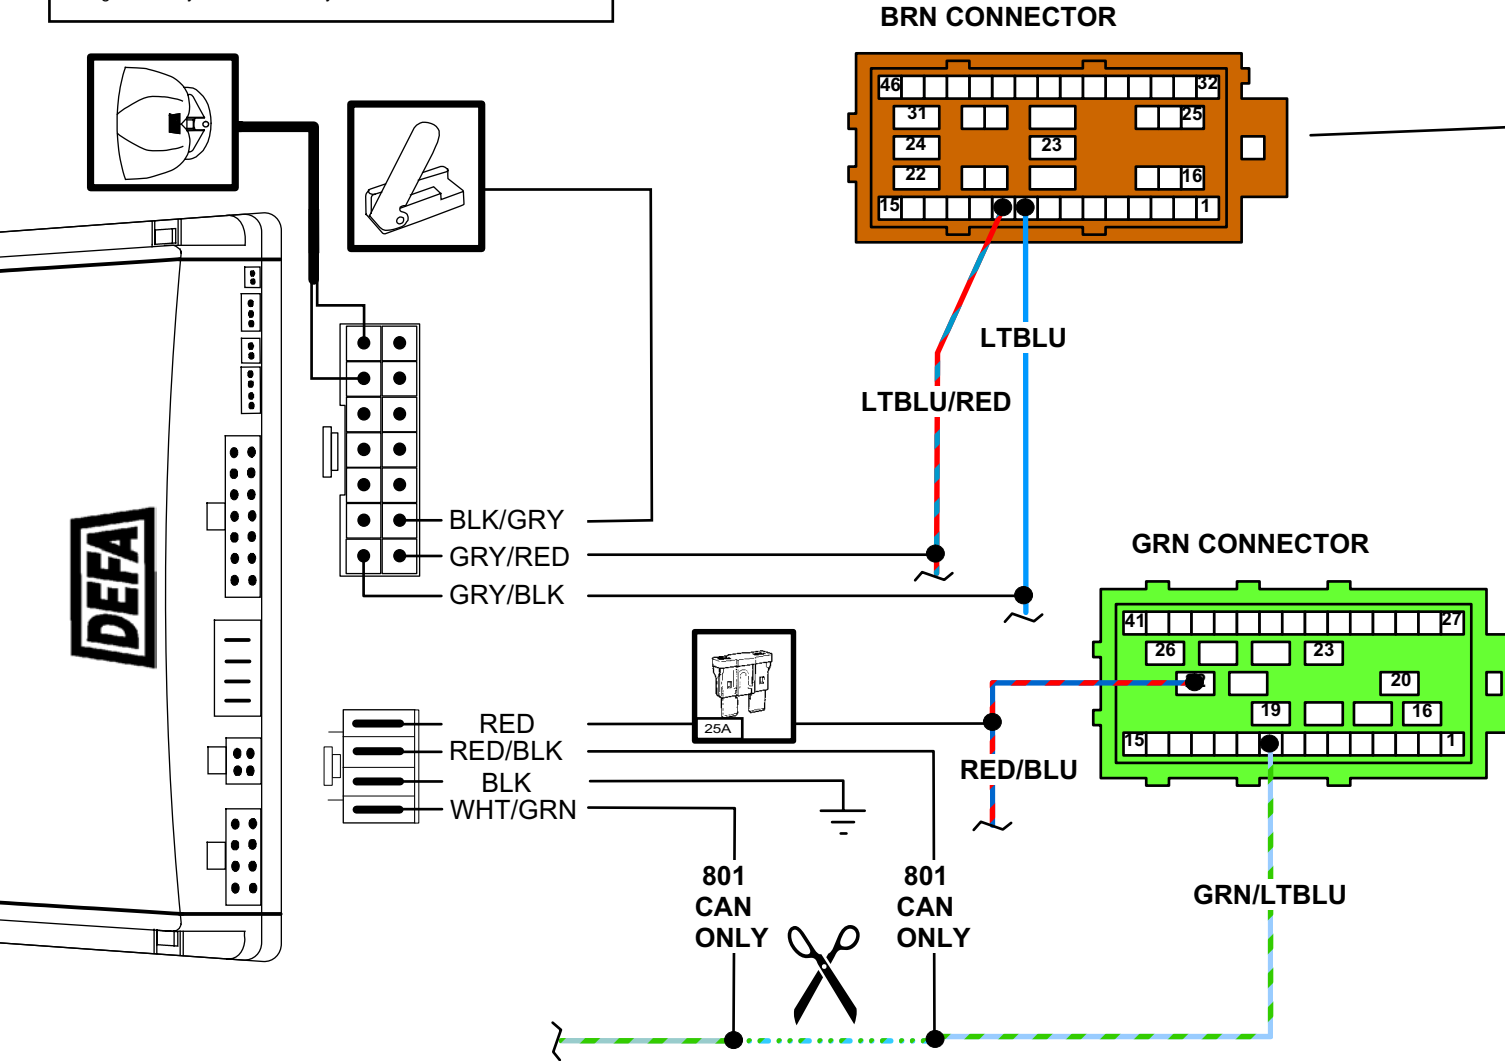 BRN CONNECTOR
46
32
31
25
24
23
22
16
15
1
LTBLU
LTBLU/RED
BLK/GRY
GRY/RED
GRY/BLK
GRN CONNECTOR
41
27
26
23
20
19
16
15
1
DEFA
25A
RED
RED/BLK
BLK
WHT/GRN
RED/BLU
801
CAN
ONLY
801
CAN
ONLY
GRN/LTBLU